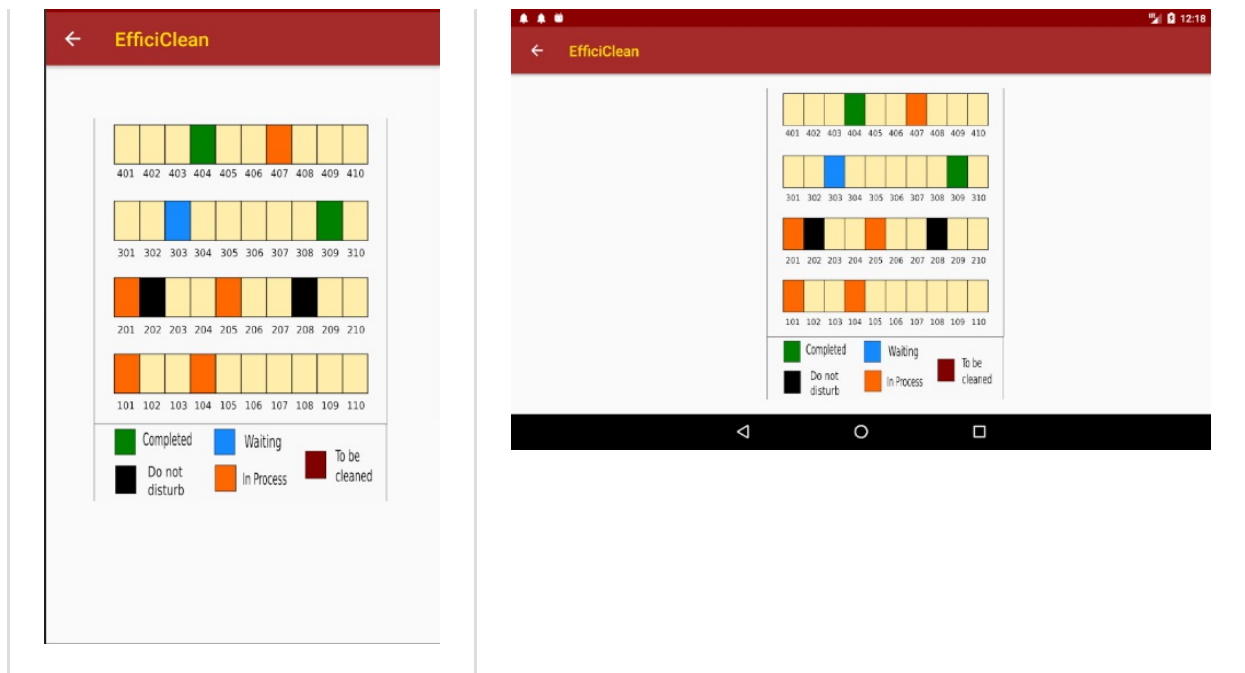 EfficiClean
401 402 403 404 405 406 407 408 409 410
301 302 303 304 305 306 307 308 309 310
201 202 203 204 205 206 207 208 209 210
101 102 103 104 105 106 107 108 109 110
Completed
Waiting
To be
cleaned
Do not
disturb
In Process
12:18
EfficiClean
401 402 403 404 405 406 407 408 409 410
301 302 303 304 305 306 307 308 309 310
201 202 203 204 205 206 207 208 209 210
101 102 103 104 105 106 107 108 109 110
Completed
Waiting
To be
cleaned
Do not
disturb
In Process